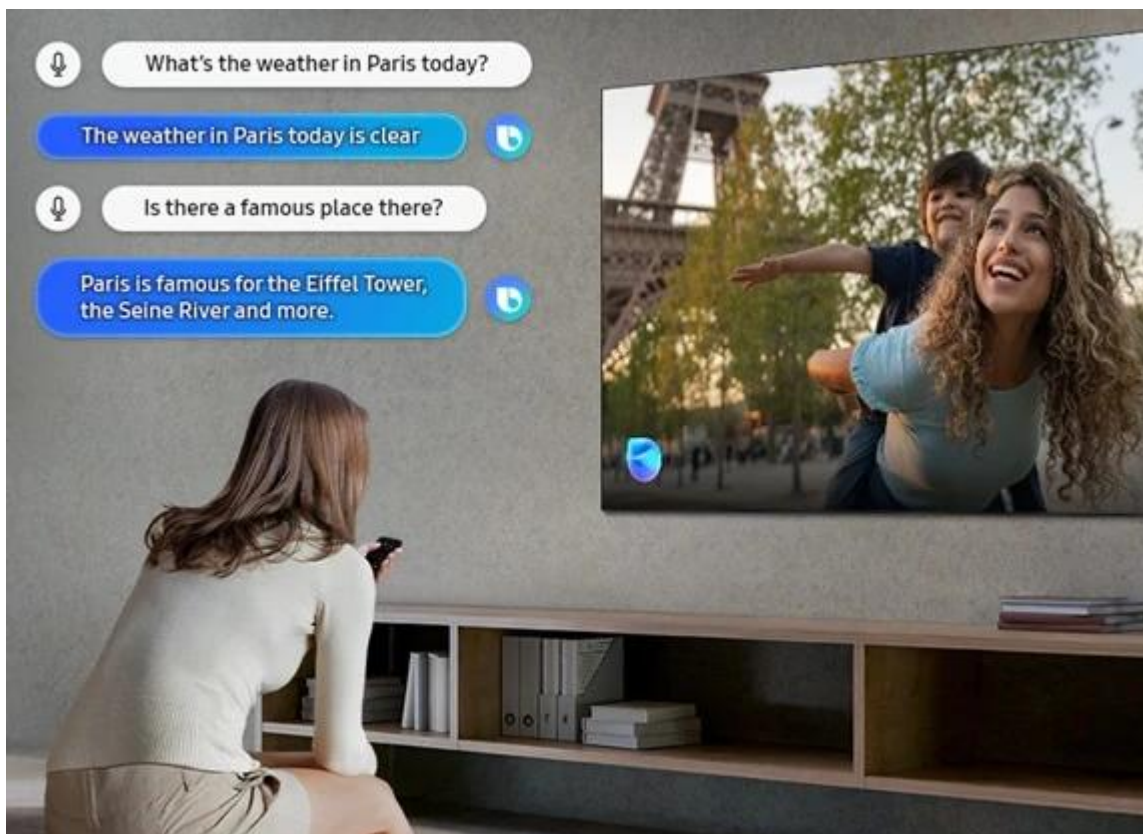 What's the weather in Paris today?
The weather in Paris today is clear
Is there a famous place there?
Paris is famous for the Eiffel Tower,
the Seine River and more.